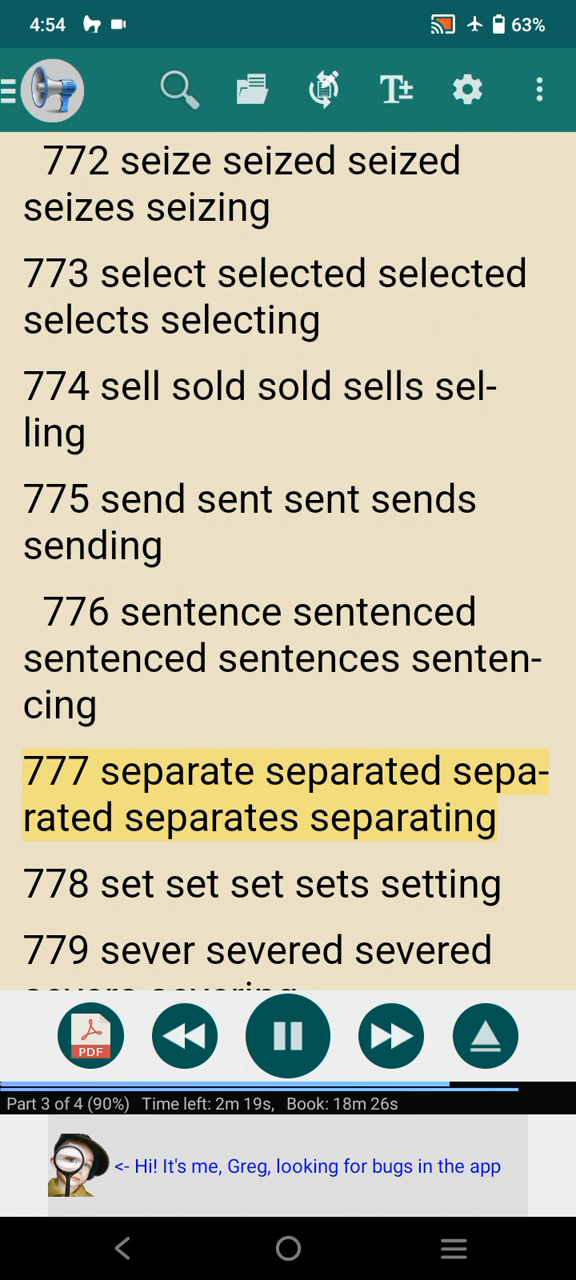 4:54
63%
T±
772 seize seized seized
seizes seizing
773 select selected selected
selects selecting
774 sell sold sold sells sel-
ling
775 send sent sent sends
sending
776 sentence sentenced
sentenced sentences senten-
cing
777 separate separated sepa-
rated separates separating
778 set set set sets setting
779 sever severed severed
PDF
Part 3 of 4 (90%) Time left: 2m 19s, Book: 18m 26s
<- Hi! It's me, Greg, looking for bugs in the app